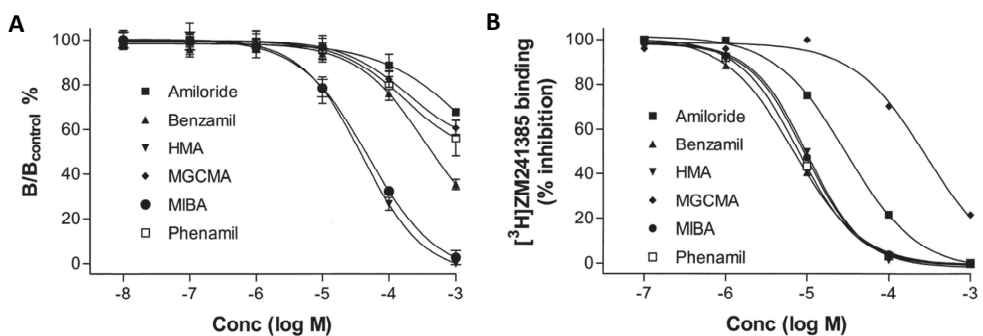 A
B/Bcontrol %
100
80
60
40
20
0
Amiloride
Benzamil
HMA
MGCMA
MIBA
Phenamil
-8 -7 -6 -5 -4 -3
Conc (log M)
B
[³H]ZM241385 binding
(% inhibition)
100
80
60
40
20
0
Amiloride
Benzamil
HMA
MGCMA
MIBA
Phenamil
-7 -6 -5 -4 -3
Conc (log M)